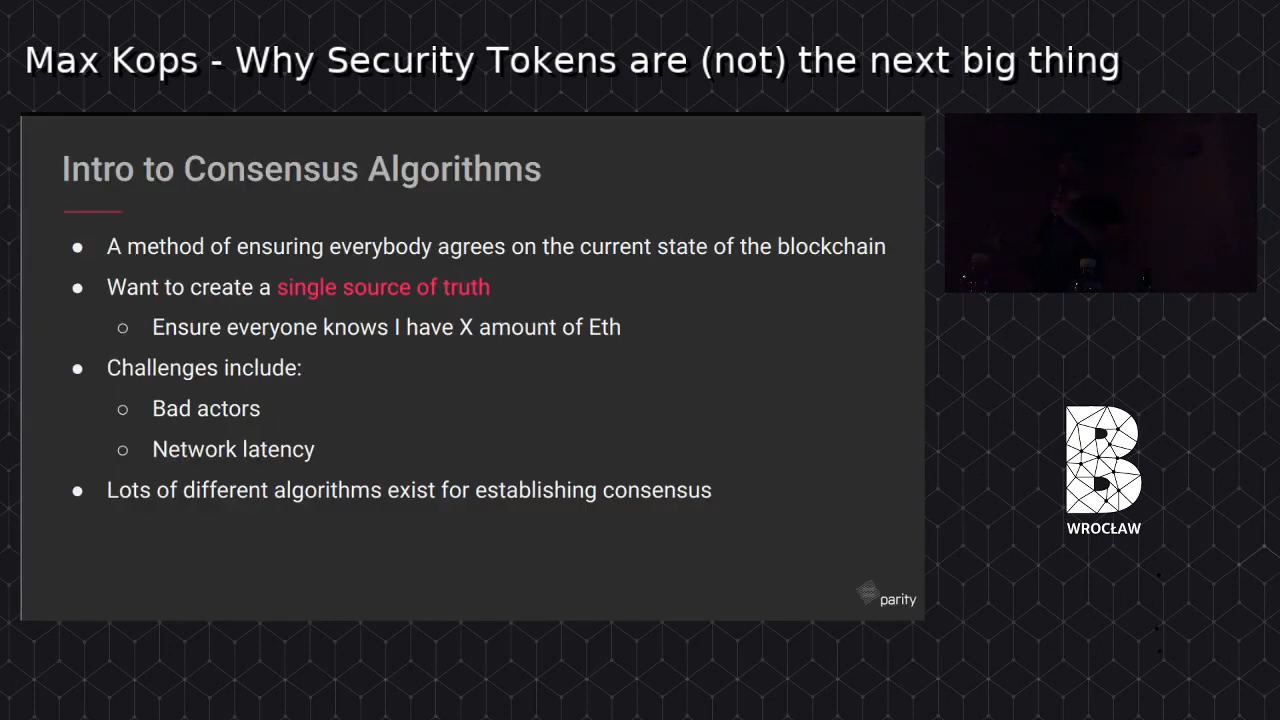 Max Kops - Why Security Tokens are (not) the next big thing
Intro to Consensus Algorithms
● A method of ensuring everybody agrees on the current state of the blockchain
● Want to create a single source of truth
○ Ensure everyone knows I have X amount of Eth
● Challenges include:
○ Bad actors
○ Network latency
● Lots of different algorithms exist for establishing consensus
parity
B
WROCŁAW